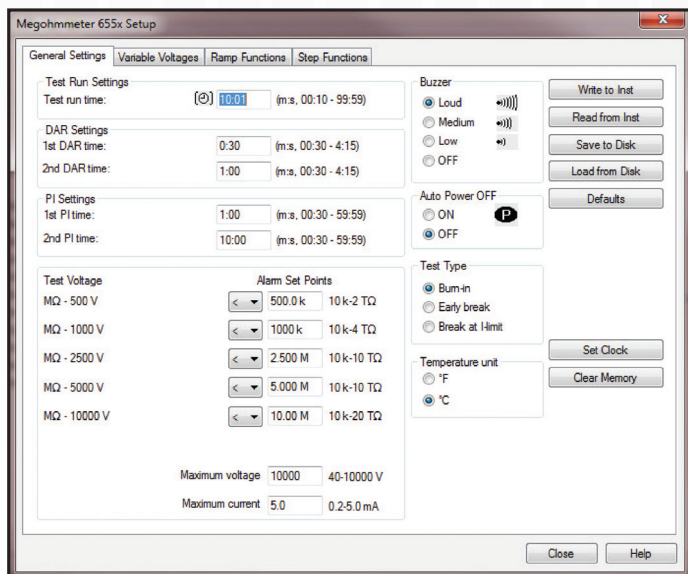 Megohmmeter 655x Setup
General Settings Variable Voltages Ramp Functions Step Functions
Test Run Settings
Test run time: 10:01 (m:s, 00:10 - 99:59)
DAR Settings
1st DAR time: 0:30 (m:s, 00:30 - 4:15)
2nd DAR time: 1:00 (m:s, 00:30 - 4:15)
PI Settings
1st PI time: 1:00 (m:s, 00:30 - 59:59)
2nd PI time: 10:00 (m:s, 00:30 - 59:59)
Test Voltage Alarm Set Points
MΩ - 500 V < 500.0 k 10 k-2 TΩ
MΩ - 1000 V < 1000 k 10 k-4 TΩ
MΩ - 2500 V < 2.500 M 10 k-10 TΩ
MΩ - 5000 V < 5.000 M 10 k-10 TΩ
MΩ - 10000 V < 10.00 M 10 k-20 TΩ
Maximum voltage 10000 40-10000 V
Maximum current 5.0 0.2-5.0 mA
Buzzer
Loud
Medium
Low
OFF
Auto Power OFF
ON P
OFF
Test Type
Burn-in
Early break
Break at I-limit
Temperature unit
°F
°C
Write to Inst
Read from Inst
Save to Disk
Load from Disk
Defaults
Set Clock
Clear Memory
Close Help